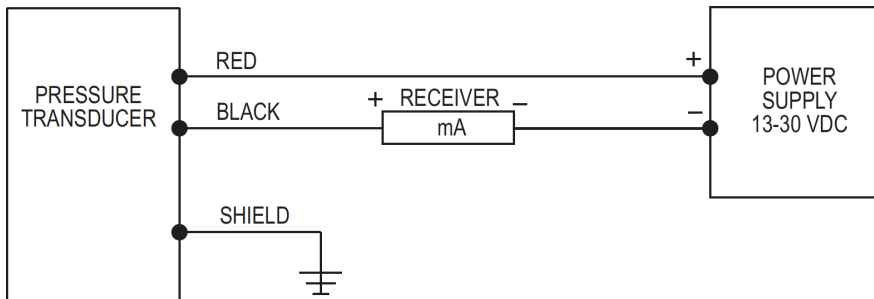 RED
+
PRESSURE
TRANSDUCER
BLACK
+ RECEIVER −
mA
−
POWER
SUPPLY
13-30 VDC
SHIELD